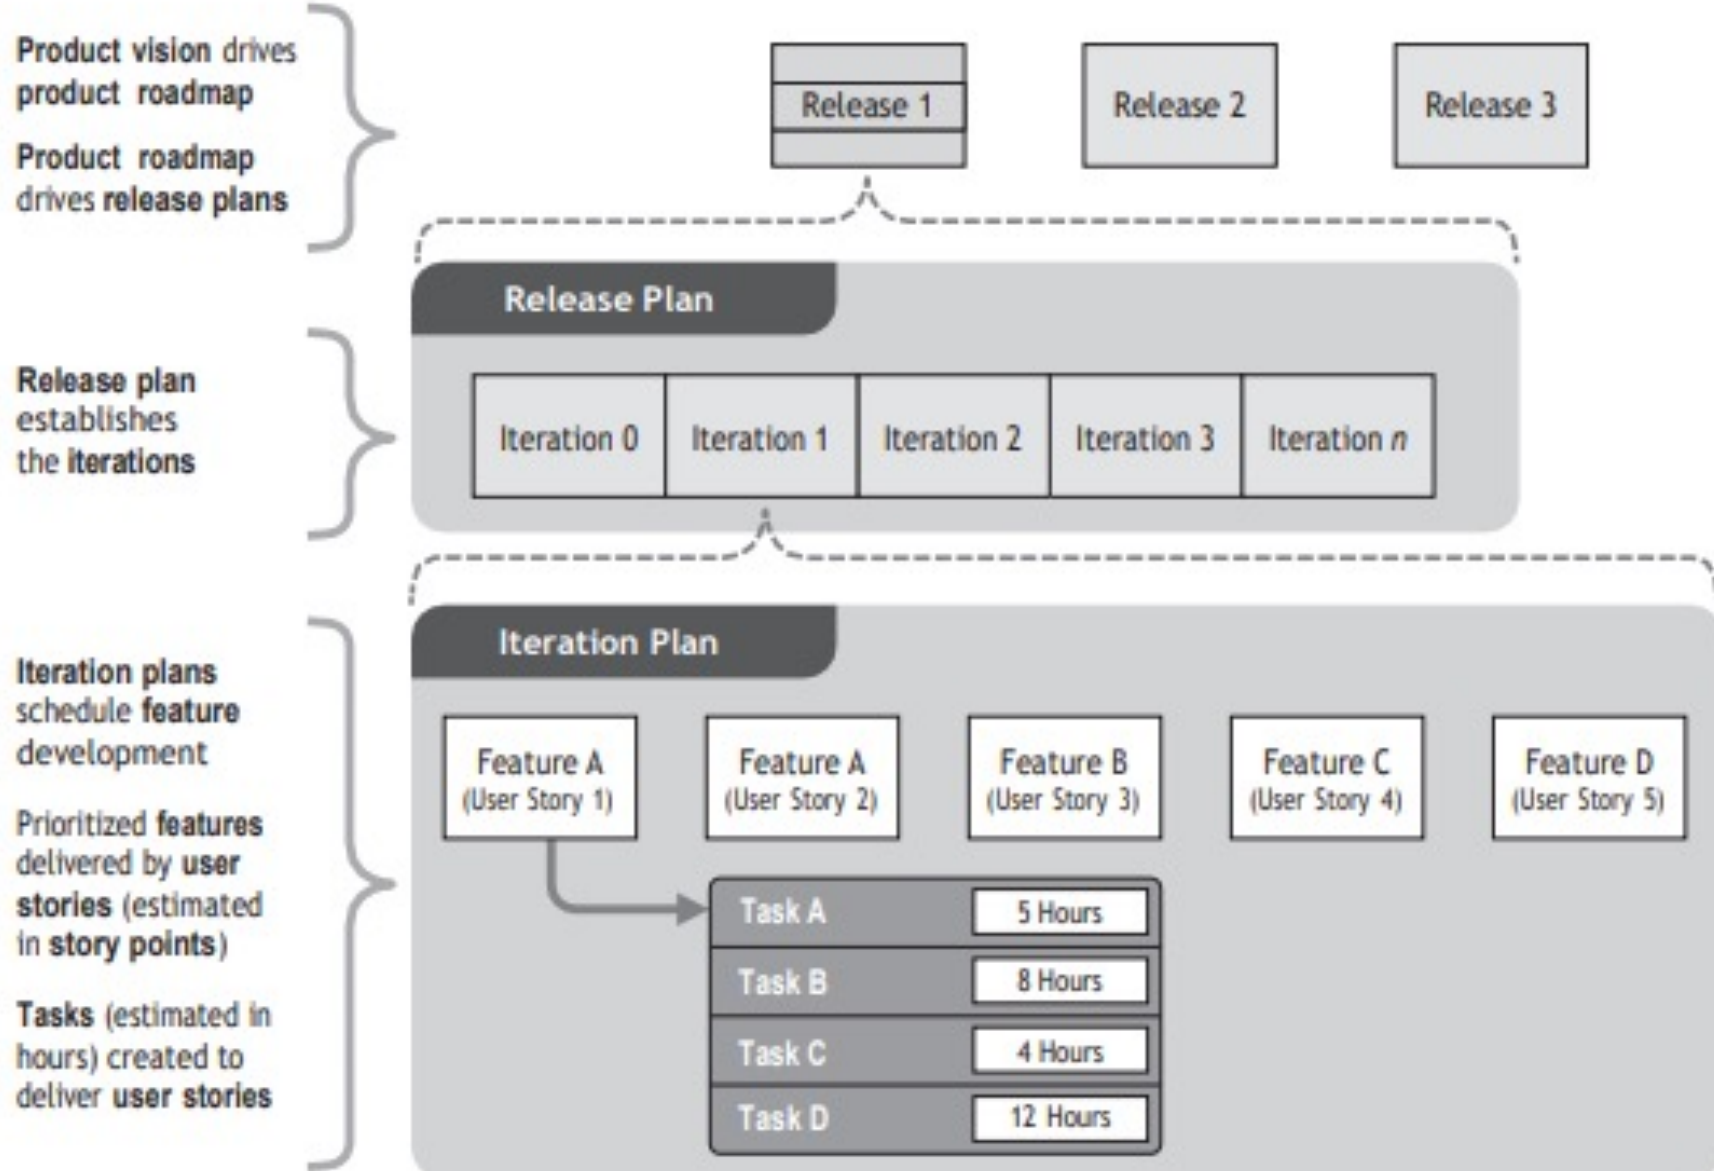 Product vision drives
product roadmap
Product roadmap
drives release plans
Release 1
Release 2
Release 3
Release Plan
Release plan
establishes
the iterations
Iteration 0
Iteration 1
Iteration 2
Iteration 3
Iteration n
Iteration Plan
Iteration plans
schedule feature
development
Prioritized features
delivered by user
stories (estimated
in story points)
Tasks (estimated in
hours) created to
deliver user stories
Feature A
(User Story 1)
Feature A
(User Story 2)
Feature B
(User Story 3)
Feature C
(User Story 4)
Feature D
(User Story 5)
Task A
5 Hours
Task B
8 Hours
Task C
4 Hours
Task D
12 Hours